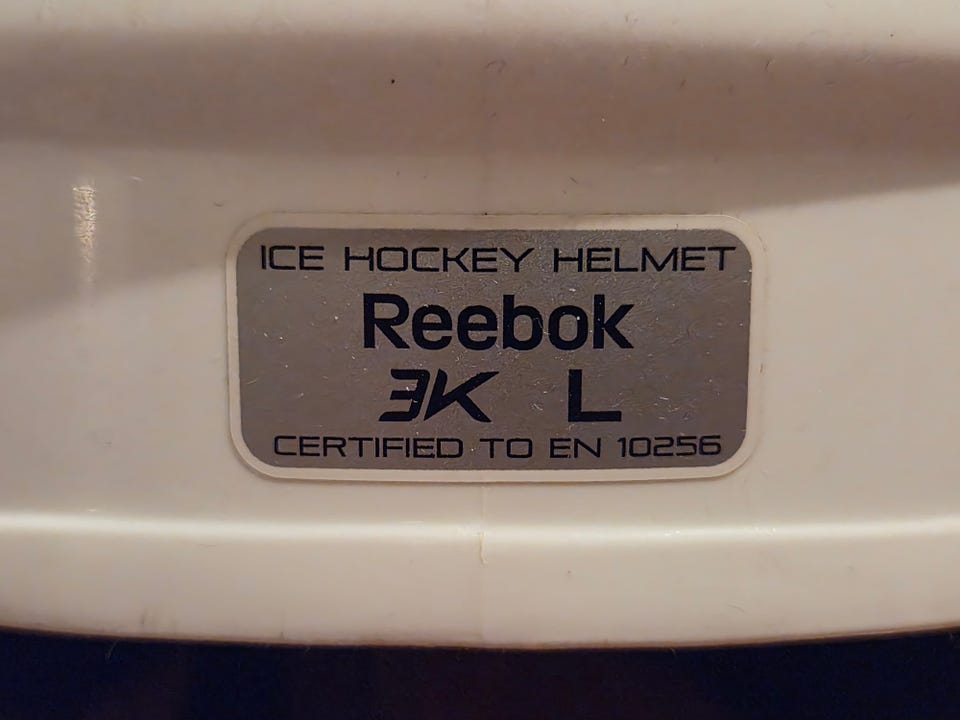 ICE HOCKEY HELMET
Reebok
3K L
CERTIFIED TO EN 10256